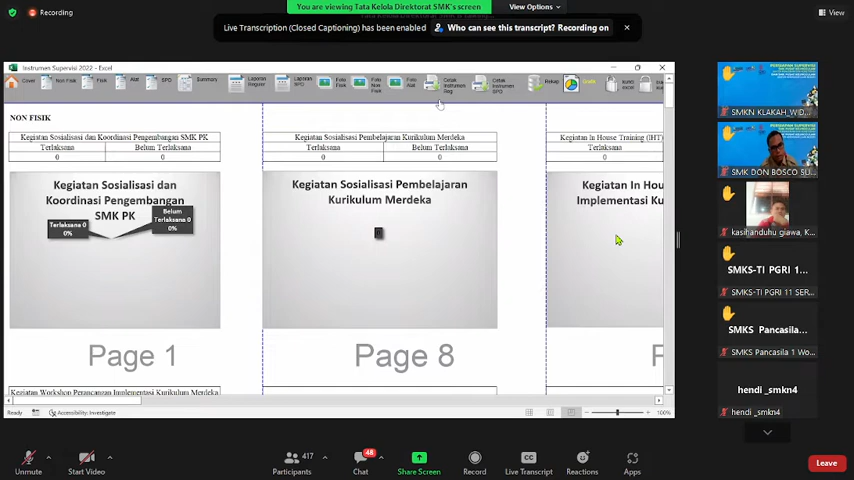 Recording
You are viewing Tata Kelola Direktorat SMK's screen
View Options
View
Live Transcription (Closed Captioning) has been enabled
Who can see this transcript? Recording on
Instrumen Supervisi 2022 - Excel
Cover
Non Fisik
Fisik
Alat
SPD
Summary
Laporan Reguler
Laporan SPD
Foto Fisik
Foto Non Fisik
Foto Alat
Cetak Instrumen Reg
Cetak Instrumen SPD
Rekap
Grafik
kunci excel
NON FISIK
Kegiatan Sosialisasi dan Koordinasi Pengembangan SMK PK
Terlaksana Belum Terlaksana
0 0
Kegiatan Sosialisasi Pembelajaran Kurikulum Merdeka
Terlaksana Belum Terlaksana
0 0
Kegiatan In House Training (IHT)
Terlaksana
0
Kegiatan Sosialisasi dan
Koordinasi Pengembangan
SMK PK
Terlaksana 0
0%
Belum
Terlaksana 0
0%
Kegiatan Sosialisasi Pembelajaran
Kurikulum Merdeka
Kegiatan In Hou
Implementasi Ku
Page 1
Page 8
Kegiatan Workshop Perancangan Implementasi Kurikulum Merdeka
Ready
Accessibility: Investigate
100%
SMKN KLAKAH_WID...
SMK DON BOSCO SU...
kasihanduhu giawa, K...
SMKS-TI PGRI 1...
SMKS-TI PGRI 11 SER...
SMKS Pancasila...
SMKS Pancasila 1 Wo...
hendi _smkn4
hendi _smkn4
Unmute
Start Video
417
Participants
48
Chat
Share Screen
Record
CC
Live Transcript
Reactions
Apps
Leave